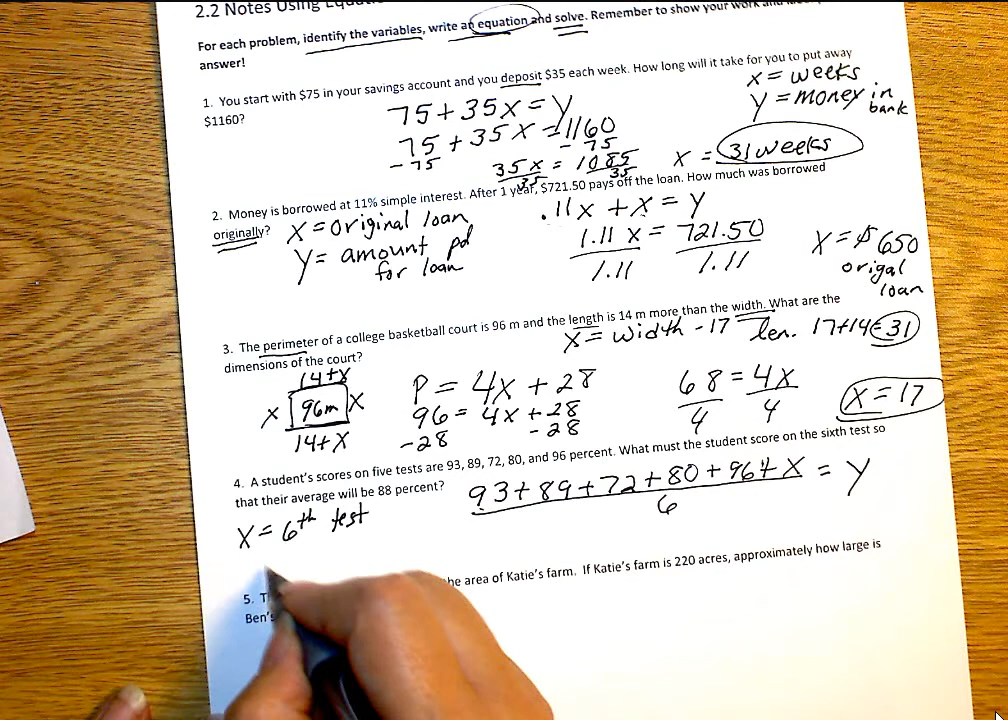 2.2 Notes Using
For each problem, identify the variables, write an equation and solve. Remember to show your work and
answer!
1. You start with $75 in your savings account and you deposit $35 each week. How long will it take for you to put away
$1160?
x = weeks
y = money in
bank
75 + 35x = y
75 + 35x = 1160
-75 - 75
35x = 1085
35 35
x = 31 weeks
2. Money is borrowed at 11% simple interest. After 1 year, $721.50 pays off the loan. How much was borrowed
originally?
X = original loan
Y = amount pd
for loan
.11x + x = y
1.11 x = 721.50
1.11 1.11
X = $650
origal
loan
3. The perimeter of a college basketball court is 96 m and the length is 14 m more than the width. What are the
dimensions of the court?
X = width - 17 len. 17+14=31
14+x
X 96m X
14+X
P = 4x + 28
96 = 4x + 28
-28 - 28
68 = 4x
4 4
X = 17
4. A student's scores on five tests are 93, 89, 72, 80, and 96 percent. What must the student score on the sixth test so
that their average will be 88 percent?
93+89+72+80+96+X = Y
6
X = 6th test
5. T
he area of Katie's farm. If Katie's farm is 220 acres, approximately how large is
Ben's